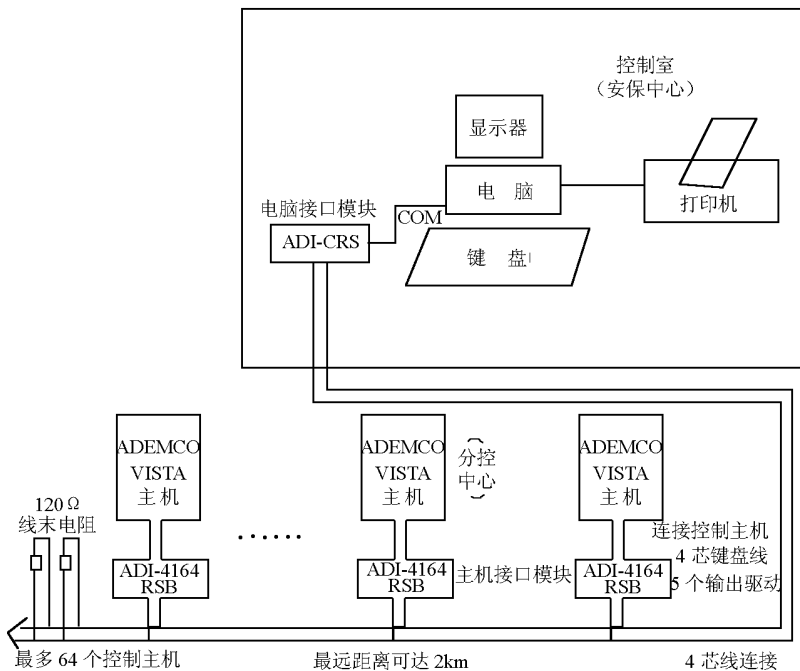 控制室
（安保中心）
显示器
电 脑
打印机
电脑接口模块
COM
ADI-CRS
键 盘
ADEMCO
VISTA
主机
ADEMCO
VISTA
主机
（分控
中心）
ADEMCO
VISTA
主机
120Ω
线末电阻
······
连接控制主机
4 芯键盘线
5 个输出驱动
ADI-4164
RSB
ADI-4164
RSB
主机接口模块
ADI-4164
RSB
最多 64 个控制主机
最远距离可达 2km
4 芯线连接